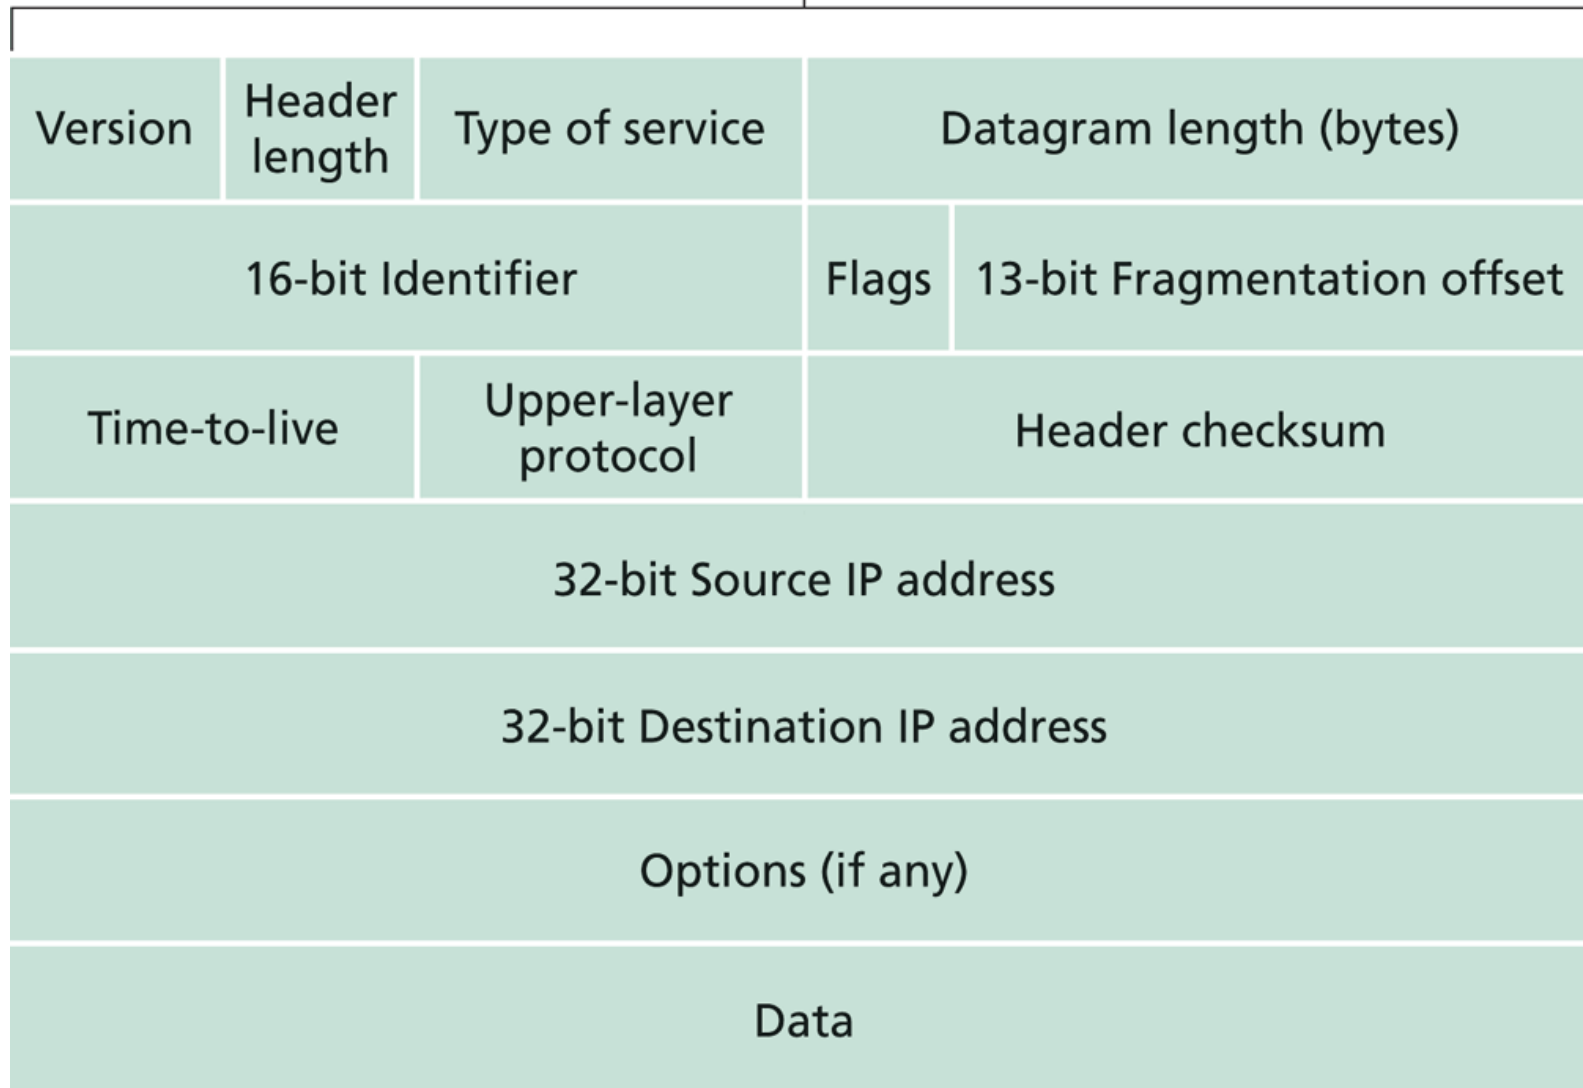 Version
Header
length
Type of service
Datagram length (bytes)
16-bit Identifier
Flags
13-bit Fragmentation offset
Time-to-live
Upper-layer
protocol
Header checksum
32-bit Source IP address
32-bit Destination IP address
Options (if any)
Data